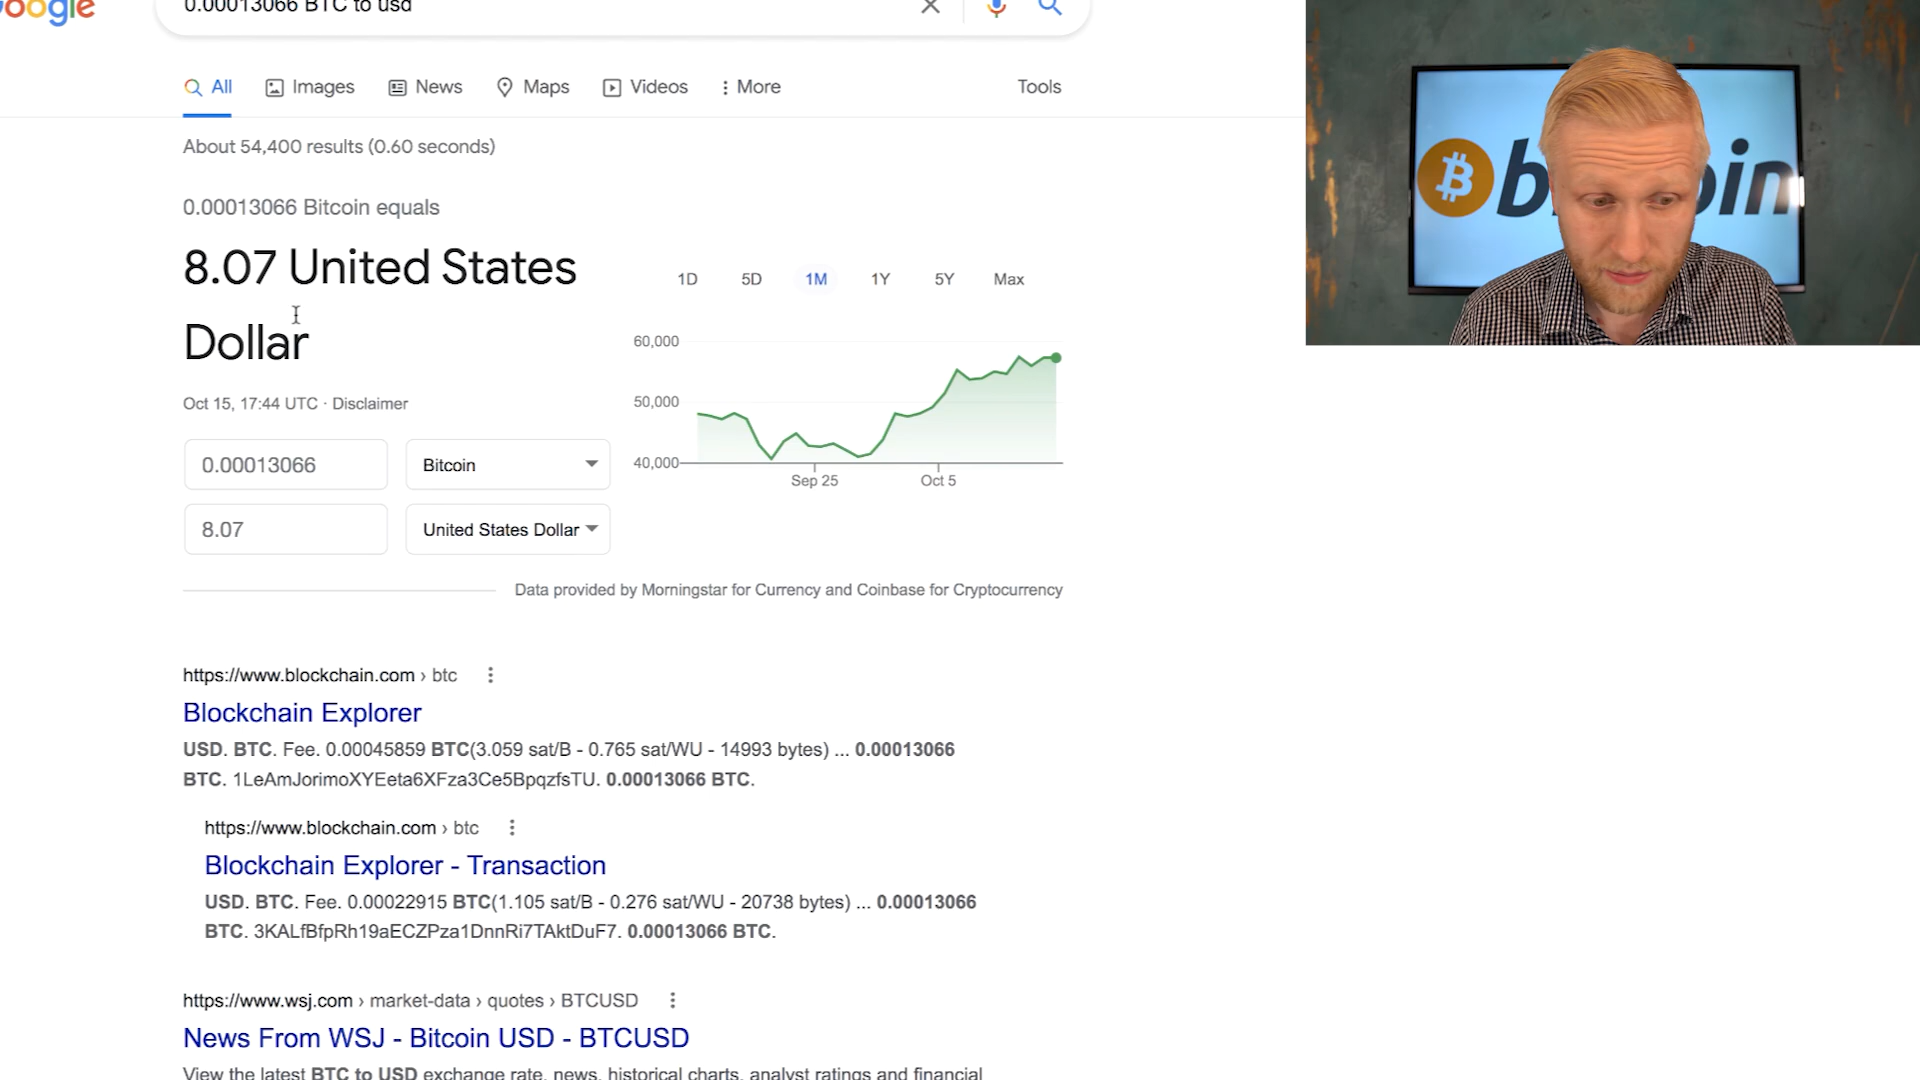 Google
0.00013066 BTC to usd
All Images News Maps Videos More Tools
About 54,400 results (0.60 seconds)
0.00013066 Bitcoin equals
8.07 United States
Dollar
Oct 15, 17:44 UTC · Disclaimer
0.00013066 Bitcoin
8.07 United States Dollar
1D 5D 1M 1Y 5Y Max
60,000
50,000
40,000
Sep 25 Oct 5
Data provided by Morningstar for Currency and Coinbase for Cryptocurrency
https://www.blockchain.com › btc
Blockchain Explorer
USD. BTC. Fee. 0.00045859 BTC(3.059 sat/B - 0.765 sat/WU - 14993 bytes) ... 0.00013066
BTC. 1LeAmJorimoXYEeta6XFza3Ce5BpqzfsTU. 0.00013066 BTC.
https://www.blockchain.com › btc
Blockchain Explorer - Transaction
USD. BTC. Fee. 0.00022915 BTC(1.105 sat/B - 0.276 sat/WU - 20738 bytes) ... 0.00013066
BTC. 3KALfBfpRh19aECZPza1DnnRi7TAktDuF7. 0.00013066 BTC.
https://www.wsj.com › market-data › quotes › BTCUSD
News From WSJ - Bitcoin USD - BTCUSD
View the latest BTC to USD exchange rate, news, historical charts, analyst ratings and financial